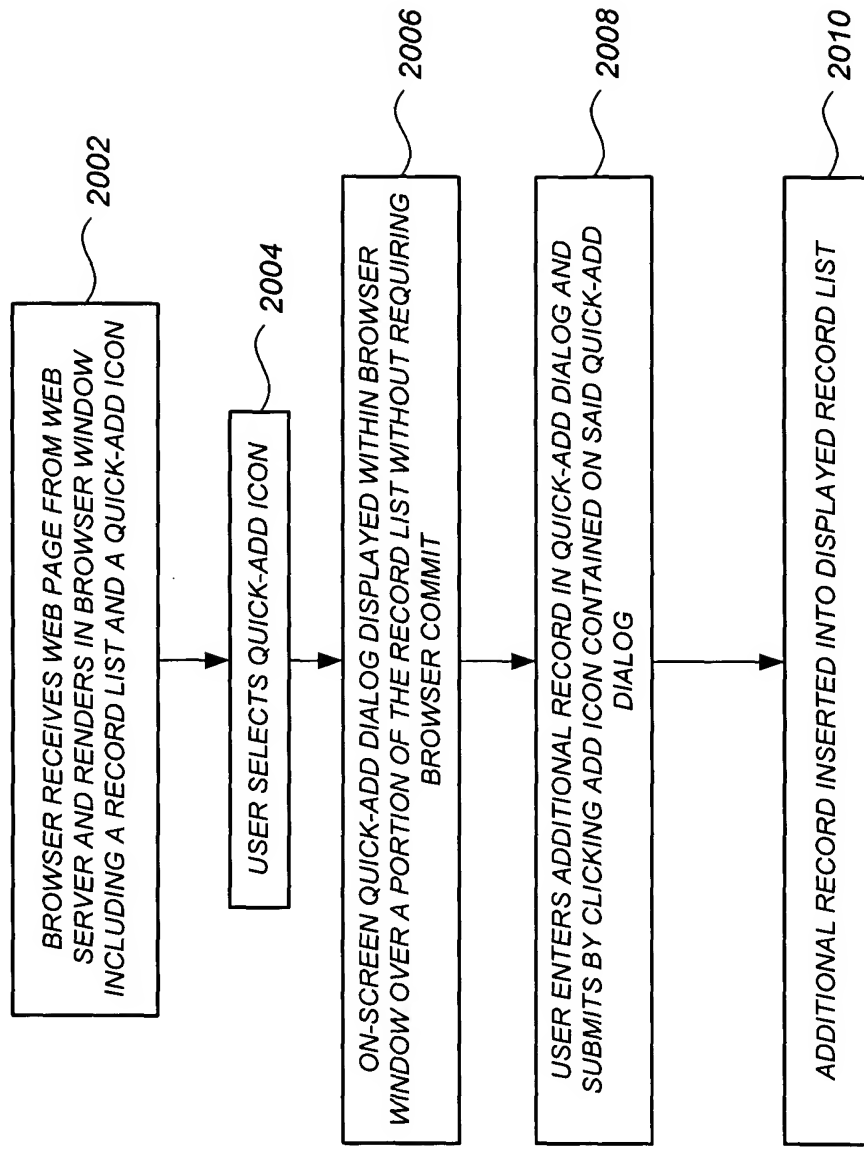 BROWSER RECEIVES WEB PAGE FROM WEB
SERVER AND RENDERS IN BROWSER WINDOW
INCLUDING A RECORD LIST AND A QUICK-ADD ICON
2002
USER SELECTS QUICK-ADD ICON
2004
ON-SCREEN QUICK-ADD DIALOG DISPLAYED WITHIN BROWSER
WINDOW OVER A PORTION OF THE RECORD LIST WITHOUT REQUIRING
BROWSER COMMIT
2006
USER ENTERS ADDITIONAL RECORD IN QUICK-ADD DIALOG AND
SUBMITS BY CLICKING ADD ICON CONTAINED ON SAID QUICK-ADD
DIALOG
2008
ADDITIONAL RECORD INSERTED INTO DISPLAYED RECORD LIST
2010